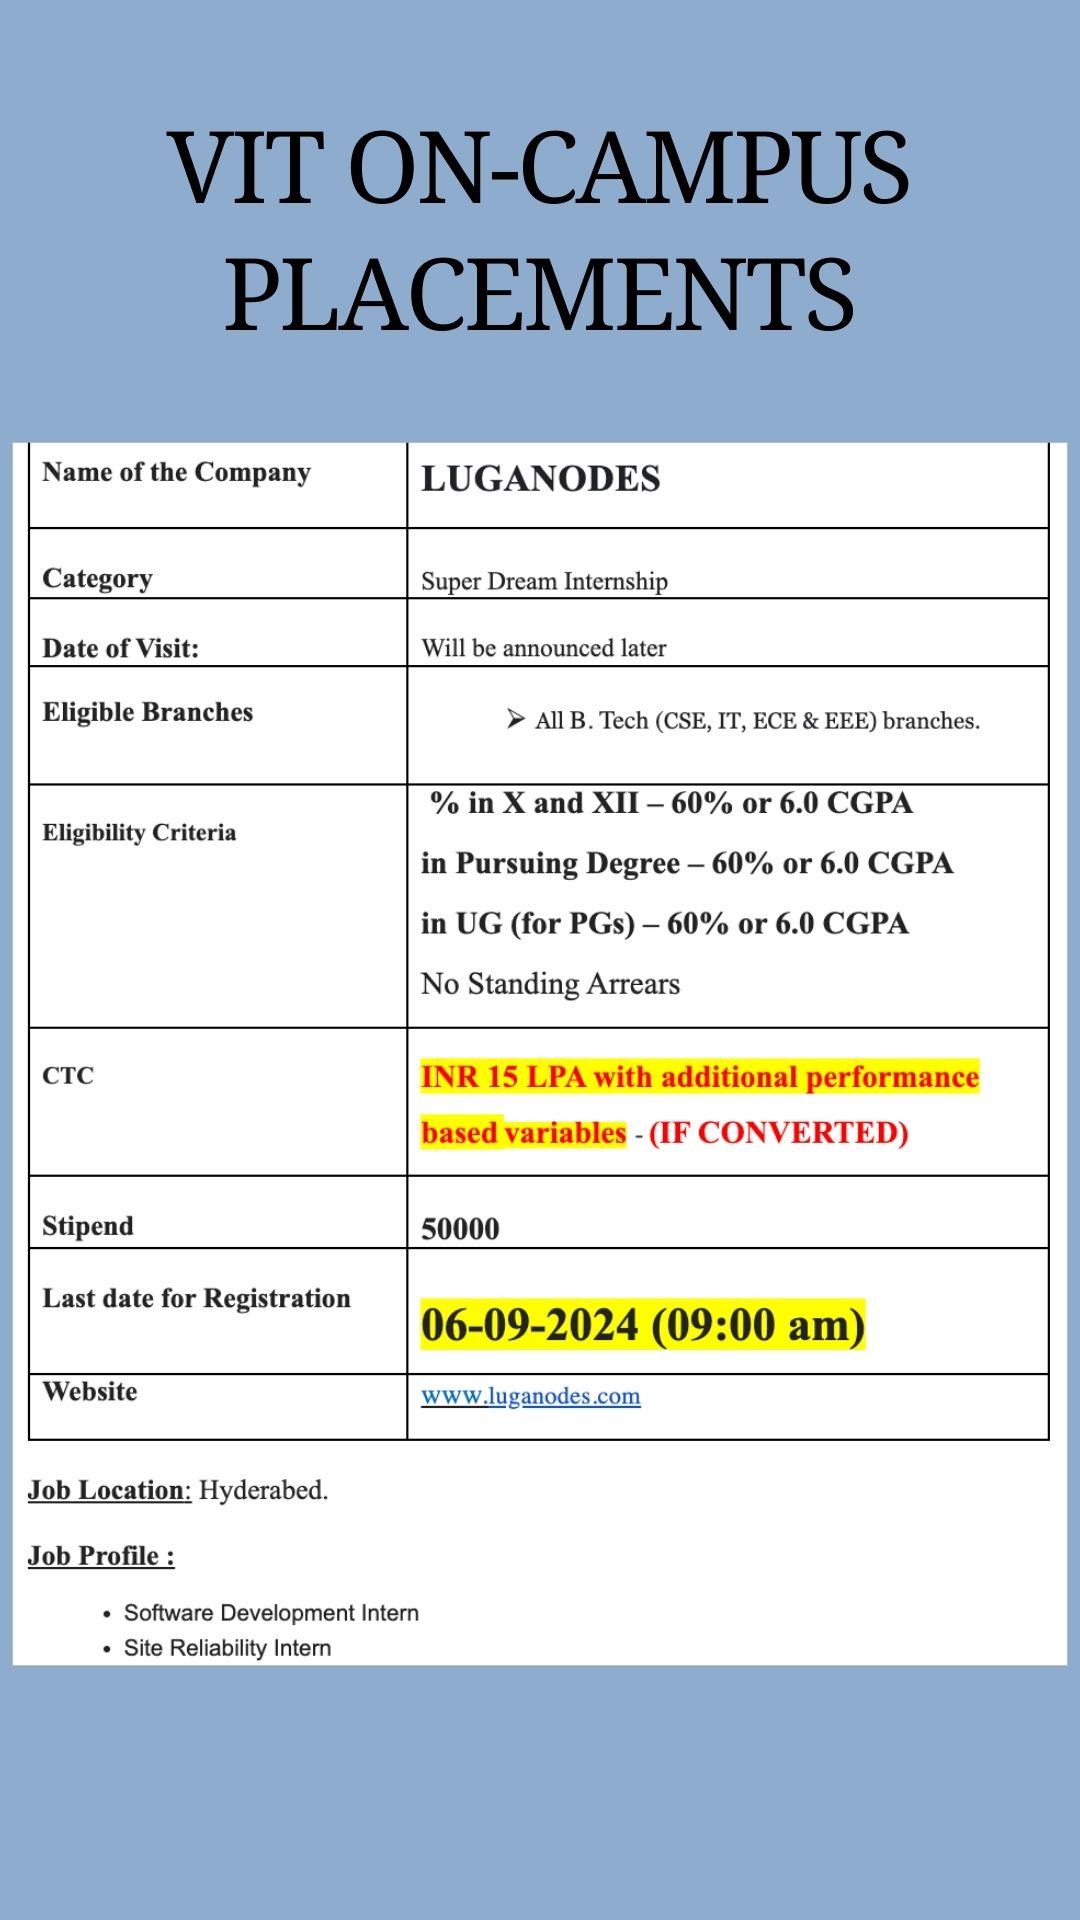 VIT ON-CAMPUS
PLACEMENTS
Name of the Company
LUGANODES
Category
Super Dream Internship
Date of Visit:
Will be announced later
Eligible Branches
➢ All B. Tech (CSE, IT, ECE & EEE) branches.
Eligibility Criteria
% in X and XII – 60% or 6.0 CGPA
in Pursuing Degree – 60% or 6.0 CGPA
in UG (for PGs) – 60% or 6.0 CGPA
No Standing Arrears
CTC
INR 15 LPA with additional performance
based variables - (IF CONVERTED)
Stipend
50000
Last date for Registration
06-09-2024 (09:00 am)
Website
www.luganodes.com
Job Location: Hyderabed.
Job Profile :
• Software Development Intern
• Site Reliability Intern